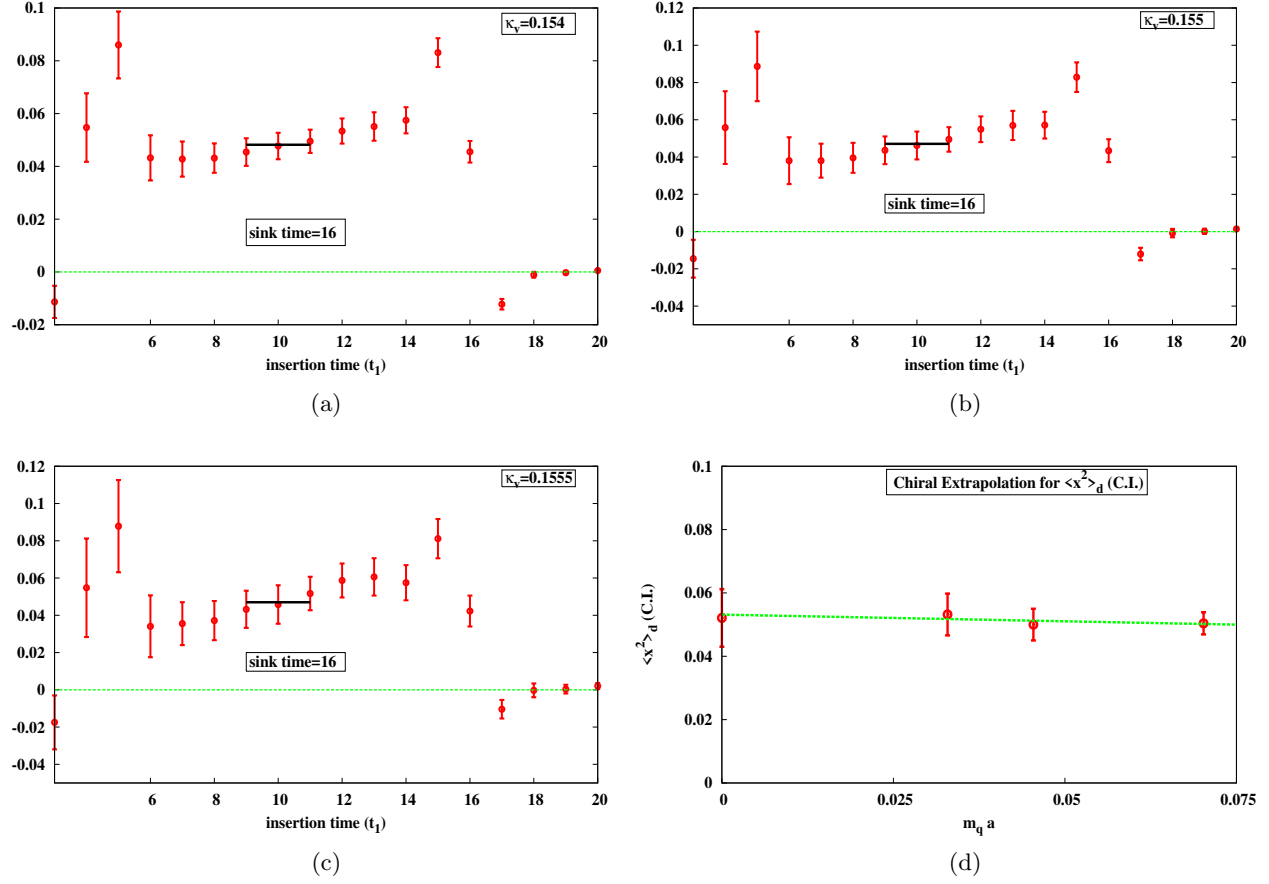 κv=0.154
0.1
0.08
0.06
0.04
0.02
0
-0.02
sink time=16
6 8 10 12 14 16 18 20
insertion time (t1)
(a)
κv=0.155
0.12
0.1
0.08
0.06
0.04
0.02
0
-0.02
-0.04
sink time=16
6 8 10 12 14 16 18 20
insertion time (t1)
(b)
κv=0.1555
0.12
0.1
0.08
0.06
0.04
0.02
0
-0.02
-0.04
sink time=16
6 8 10 12 14 16 18 20
insertion time (t1)
(c)
Chiral Extrapolation for <x²>d (C.I.)
0.1
0.08
0.06
0.04
0.02
0
<x²>d (C.I.)
0 0.025 0.05 0.075
mq a
(d)